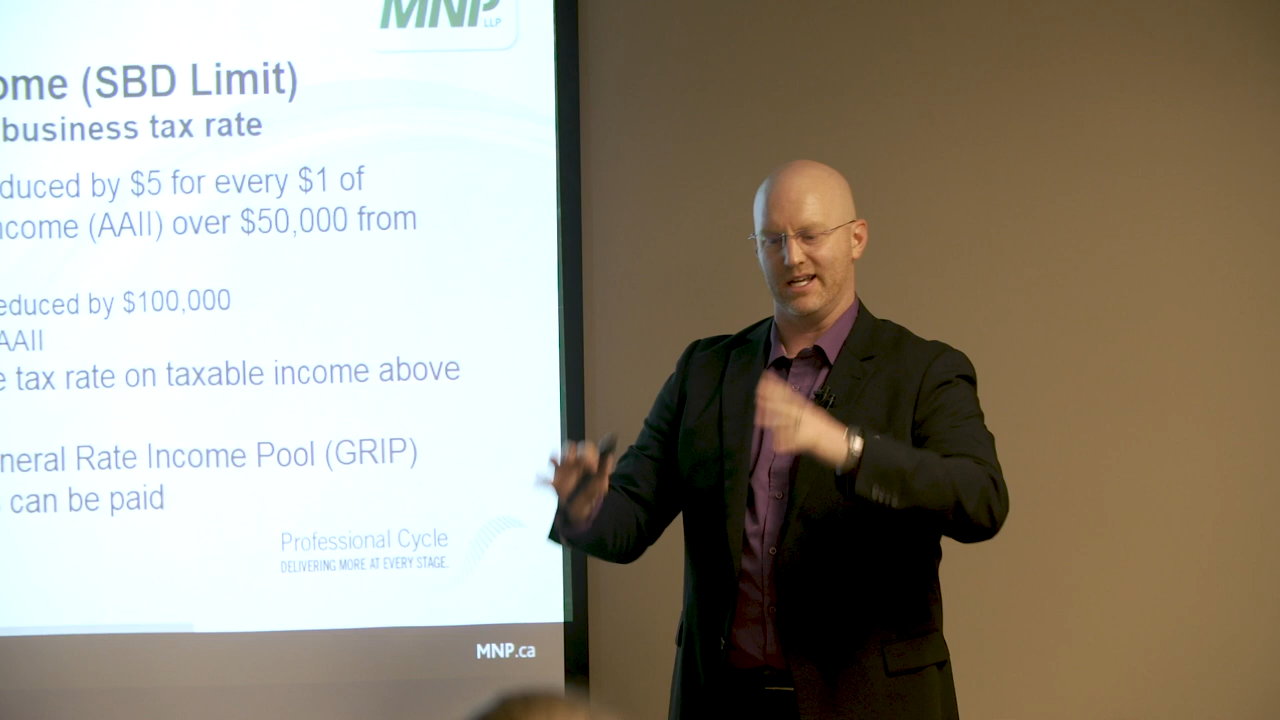 MNP
LLP
ome (SBD Limit)
business tax rate
duced by $5 for every $1 of
ncome (AAII) over $50,000 from
educed by $100,000
AAII
e tax rate on taxable income above
neral Rate Income Pool (GRIP)
s can be paid
Professional Cycle
DELIVERING MORE AT EVERY STAGE.
MNP.ca